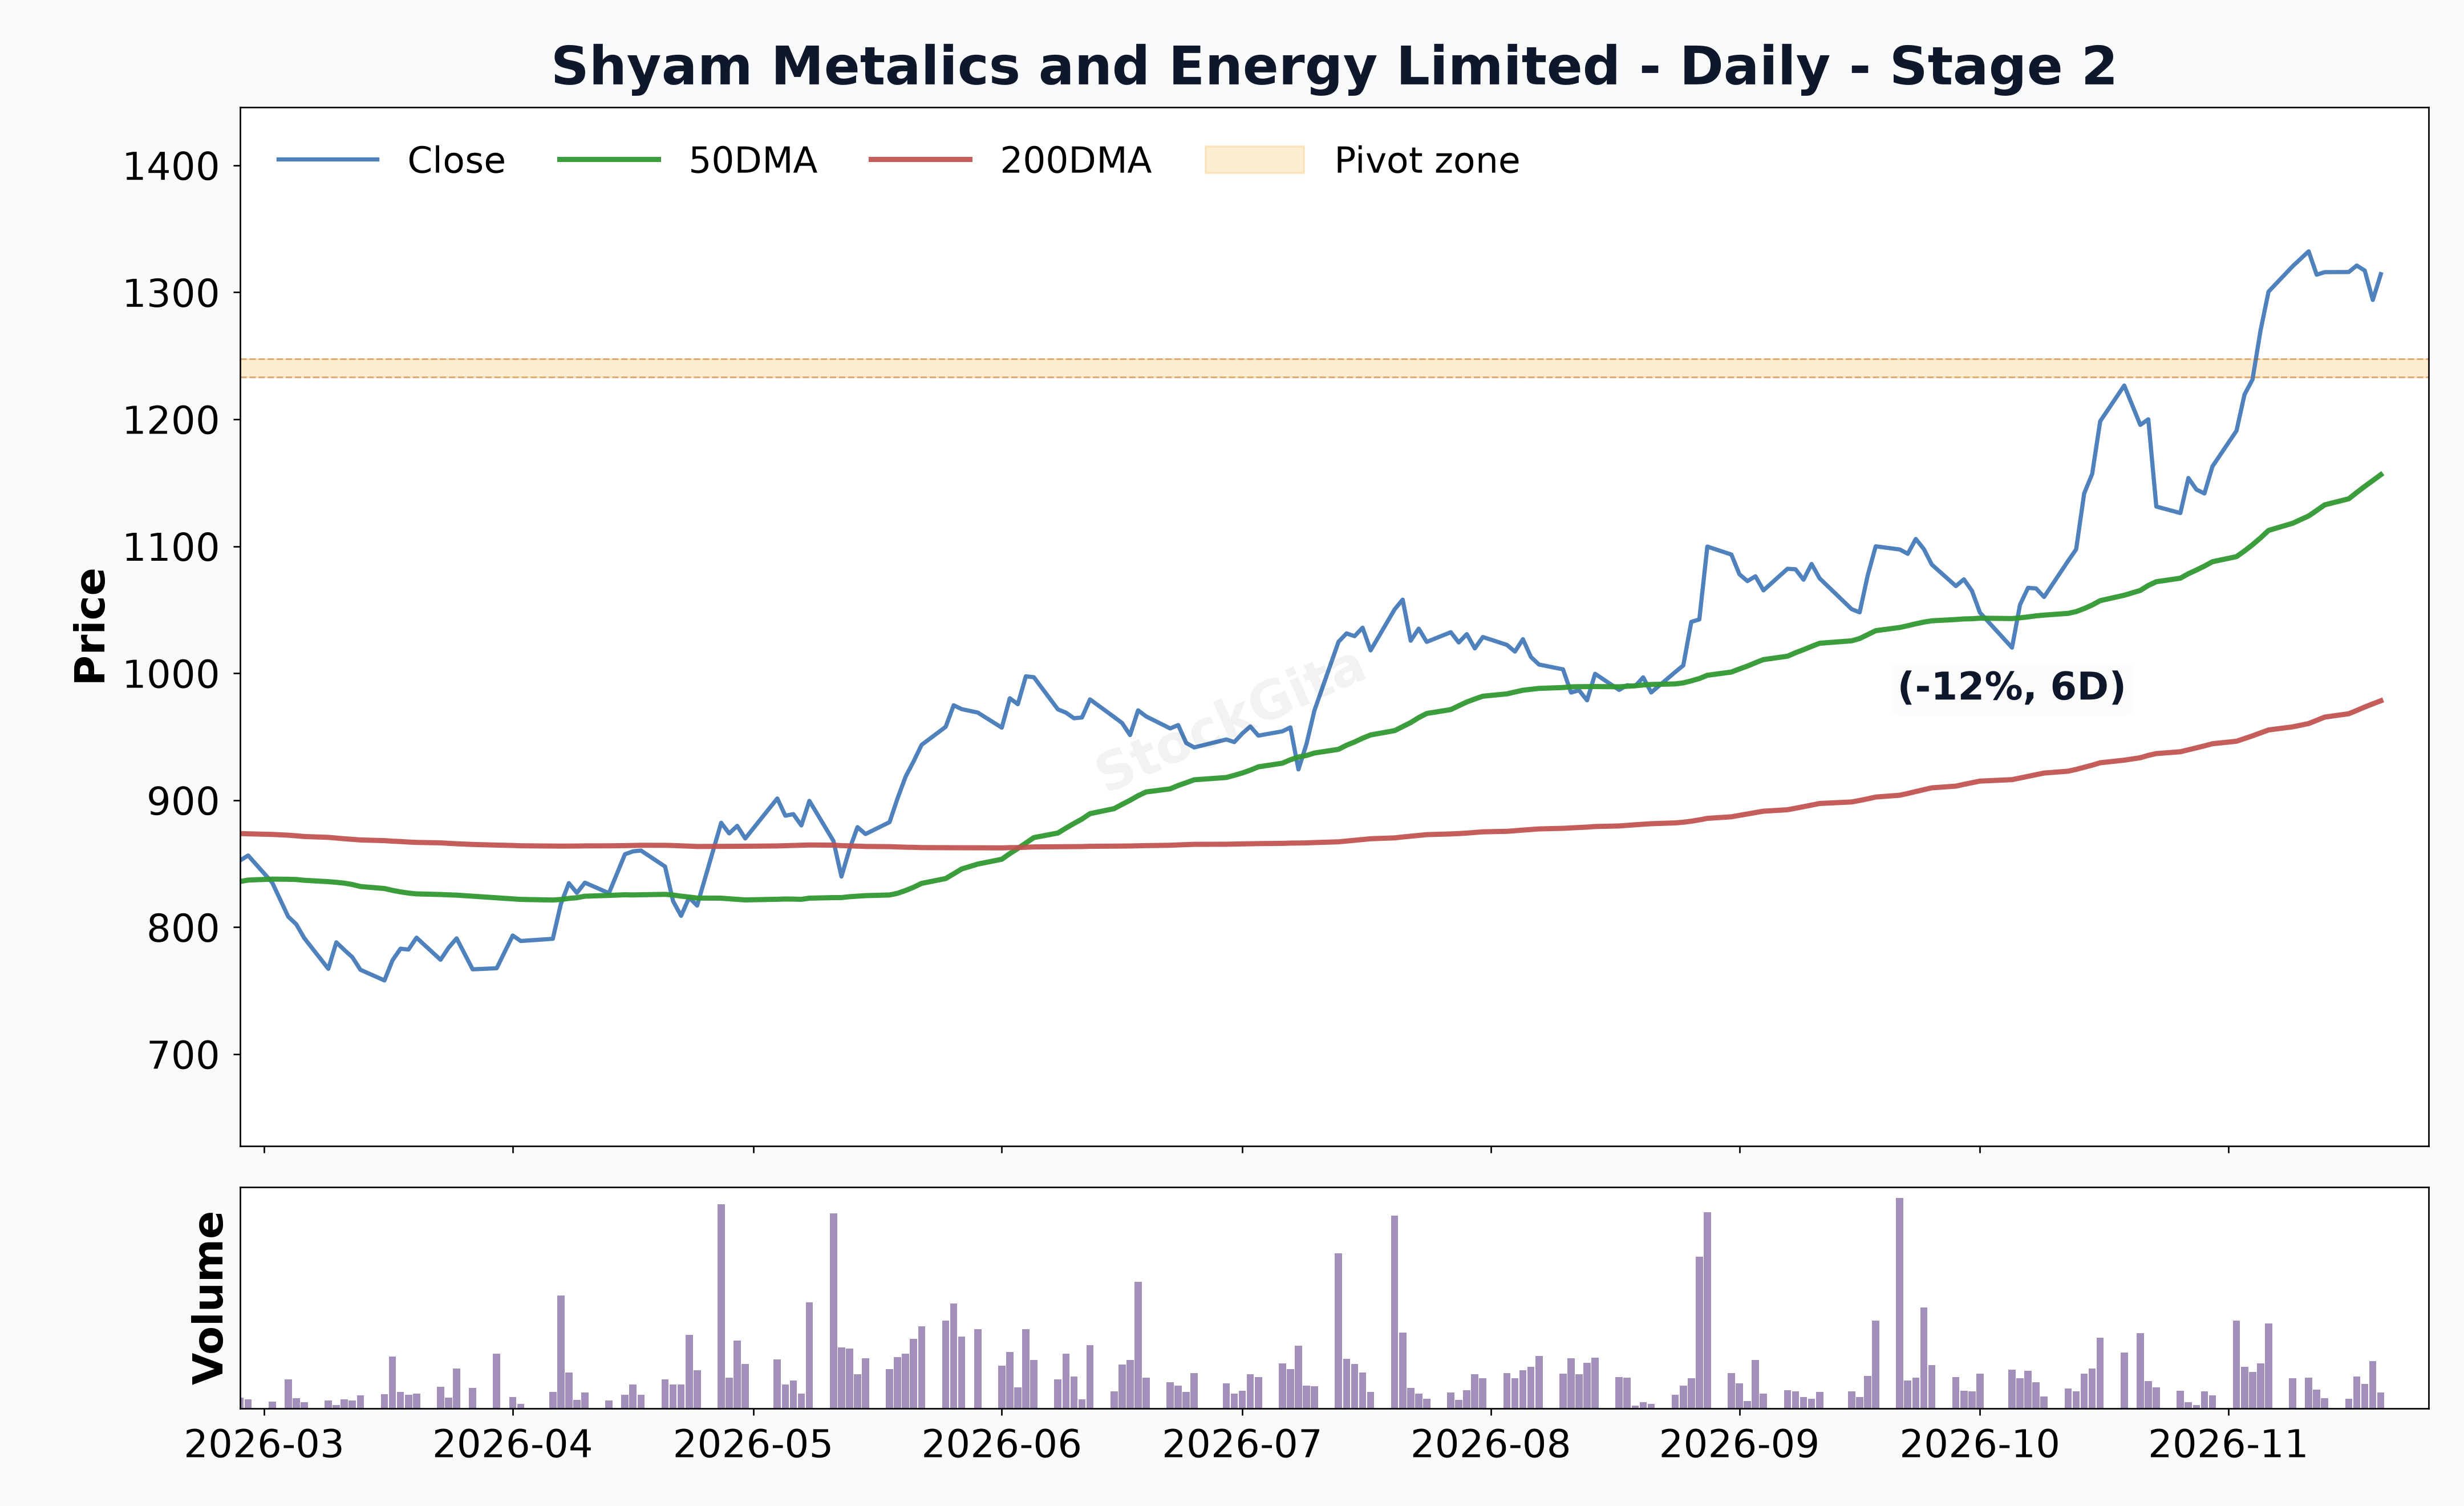 Shyam Metalics and Energy Limited - Daily - Stage 2
Close 50DMA 200DMA Pivot zone
1400
1300
1200
1100
1000
900
800
700
Price
(-12%, 6D)
StockGita
Volume
2026-03 2026-04 2026-05 2026-06 2026-07 2026-08 2026-09 2026-10 2026-11